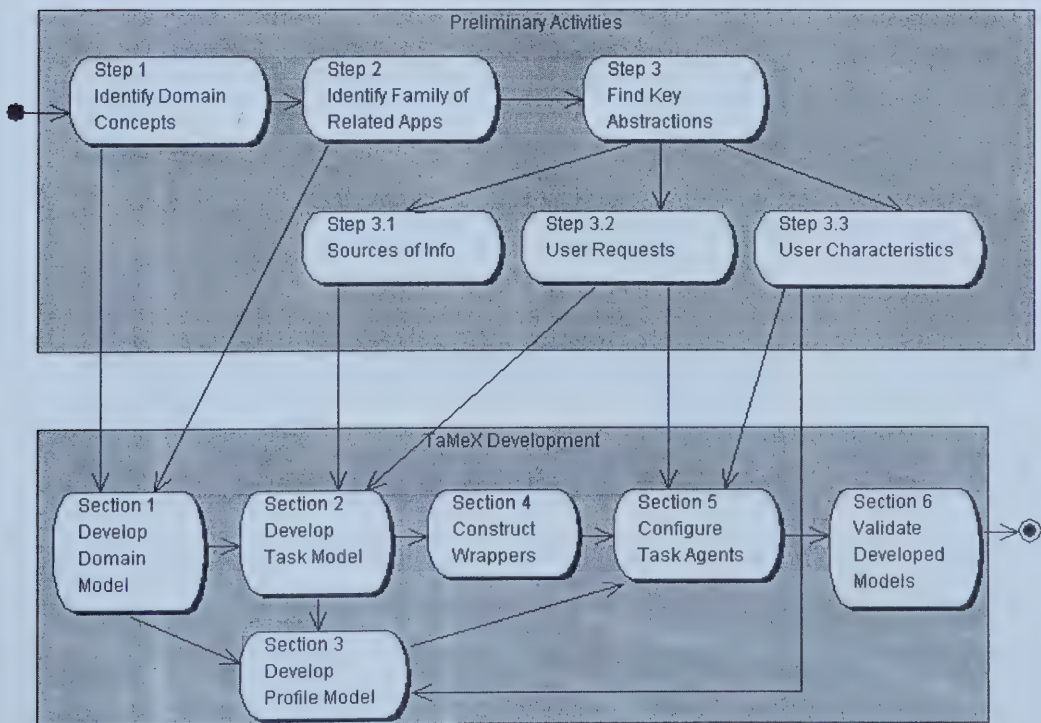 Preliminary Activities
Step 1
Identify Domain
Concepts
Step 2
Identify Family of
Related Apps
Step 3
Find Key
Abstractions
Step 3.1
Sources of Info
Step 3.2
User Requests
Step 3.3
User Characteristics
TaMeX Development
Section 1
Develop
Domain
Model
Section 2
Develop
Task Model
Section 4
Construct
Wrappers
Section 5
Configure
Task Agents
Section 6
Validate
Developed
Models
Section 3
Develop
Profile Model